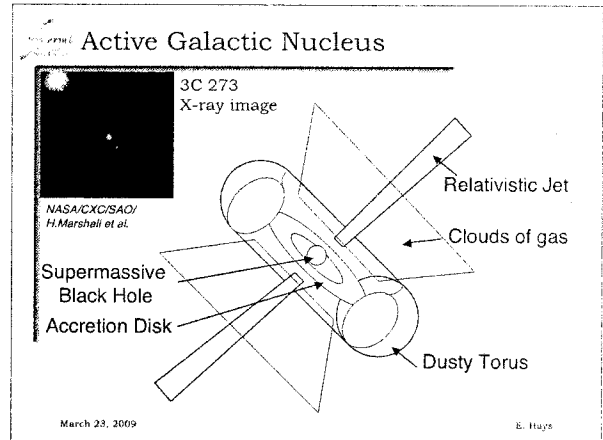 Active Galactic Nucleus
3C 273
X-ray image
NASA/CXC/SAO/
H.Marshall et al.
Relativistic Jet
Clouds of gas
Supermassive
Black Hole
Accretion Disk
Dusty Torus
March 23, 2009
E. Hays